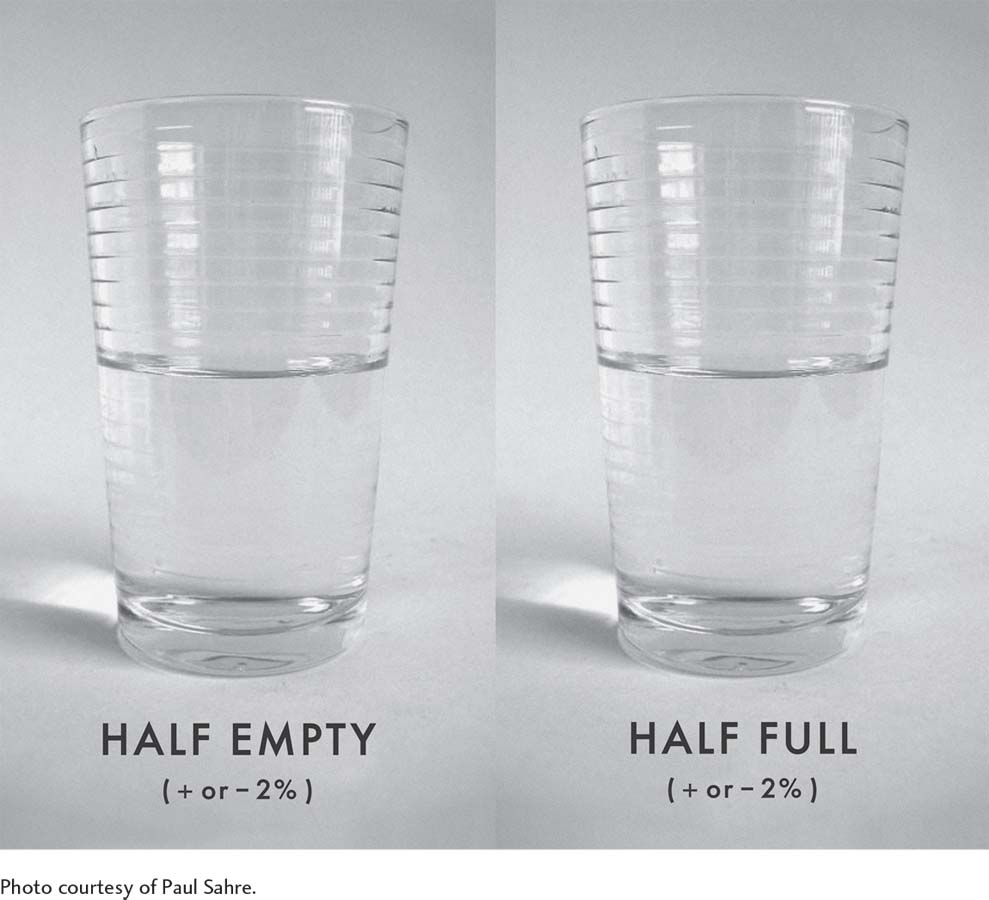 HALF EMPTY
( + or – 2% )
HALF FULL
( + or – 2% )
Photo courtesy of Paul Sahre.